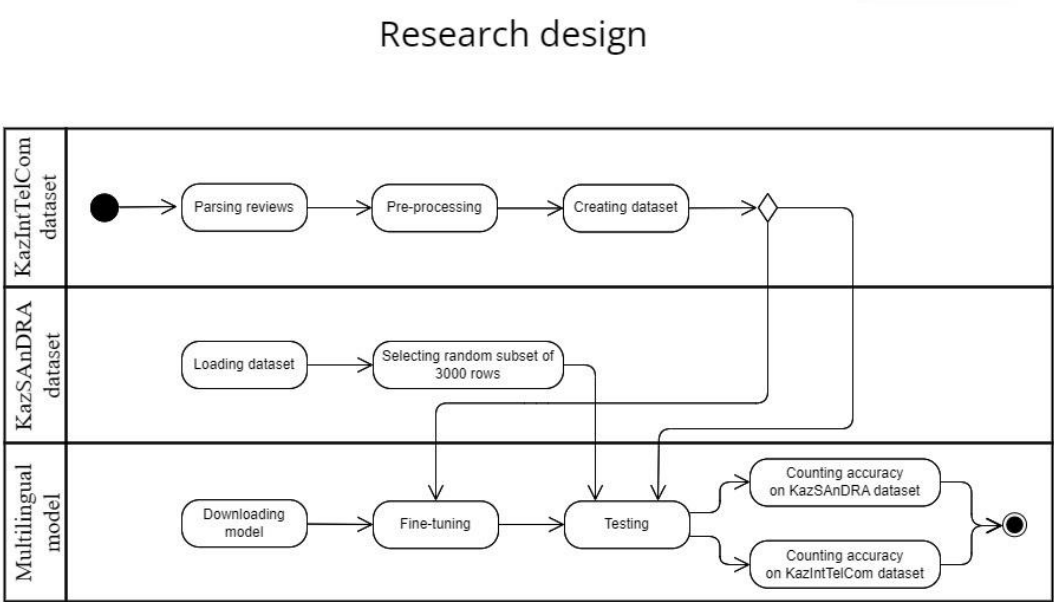 Research design
KazIntTelCom
dataset
Parsing reviews
Pre-processing
Creating dataset
KazSAnDRA
dataset
Loading dataset
Selecting random subset of
3000 rows
Multilingual
model
Downloading
model
Fine-tuning
Testing
Counting accuracy
on KazSAnDRA dataset
Counting accuracy
on KazIntTelCom dataset